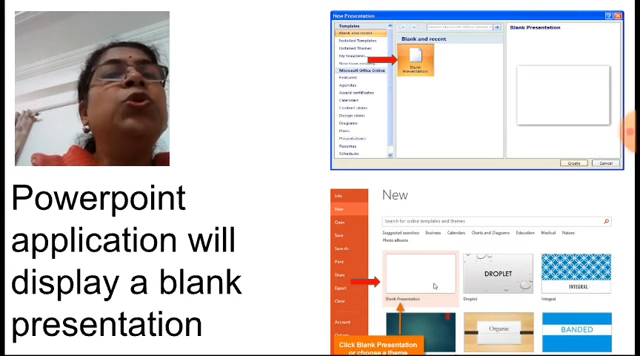 New Presentation
Templates
Blank and recent
Installed Templates
Installed Themes
My templates
Microsoft Office Online
Featured
Agendas
Award certificates
Calendars
Content slides
Design slides
Diagrams
Plans
Presentations
Resumes
Schedules
Blank and recent
Blank
Presentation
Blank Presentation
Create
Cancel
Powerpoint
application will
display a blank
presentation
Info
New
Open
Save
Save As
Print
Share
Export
Close
Account
New
Search for online templates and themes
Suggested searches: Business Calendars Charts and Diagrams Education Medical Nature
Photo albums
Blank Presentation
DROPLET
Droplet
INTEGRAL
Integral
Organic
BANDED
Click Blank Presentation
or choose a theme